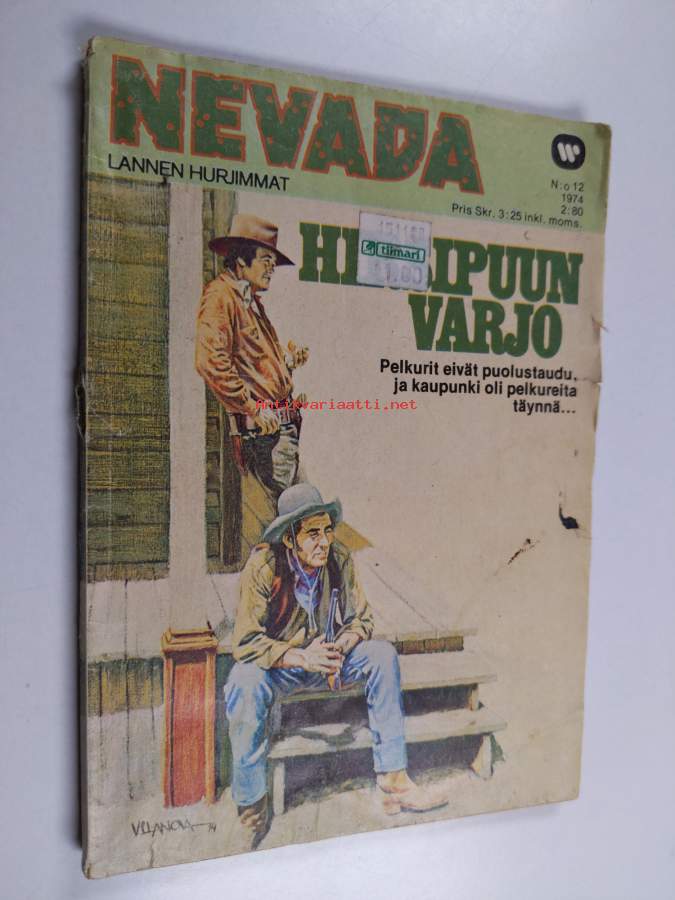 NEVADA
LANNEN HURJIMMAT
W
N:o 12
1974
2:80
Pris Skr. 3:25 inkl. moms.
tiimari
VARJO
Pelkurit eivät puolustaudu,
ja kaupunki oli pelkureita
täynnä...
Antikvariaatti.net
VILANOVA 74